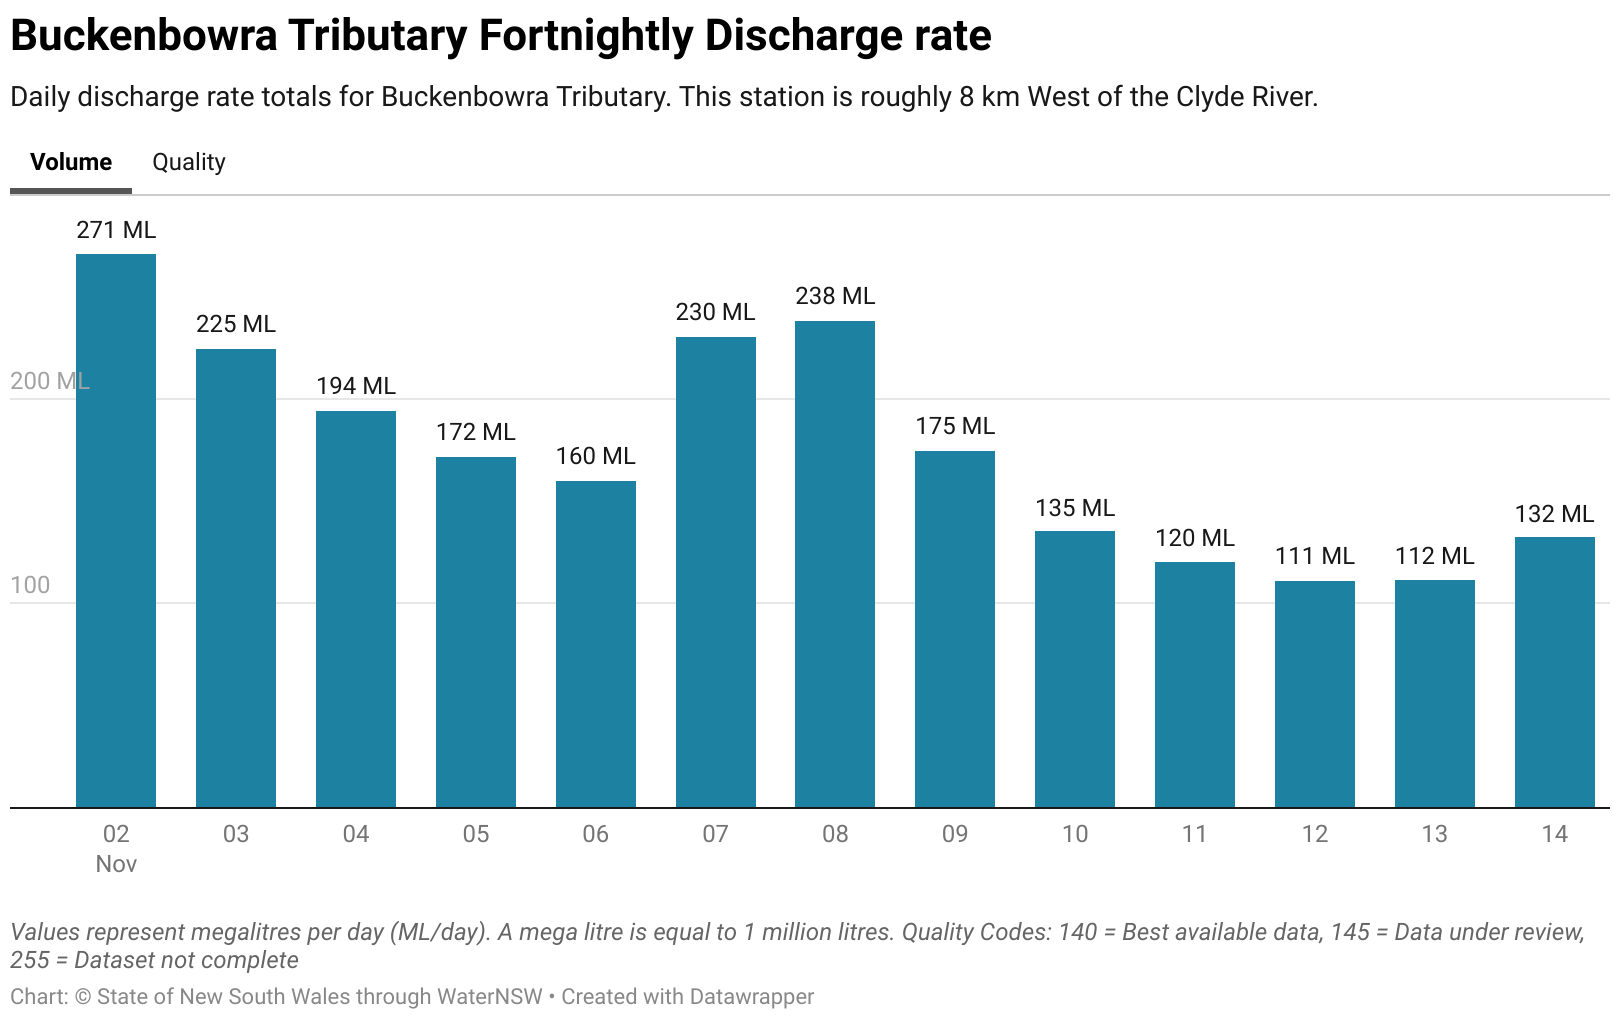 Buckenbowra Tributary Fortnightly Discharge rate
Daily discharge rate totals for Buckenbowra Tributary. This station is roughly 8 km West of the Clyde River.
Volume Quality
271 ML
225 ML
194 ML
172 ML
160 ML
230 ML
238 ML
175 ML
135 ML
120 ML
111 ML
112 ML
132 ML
200 ML
100
02 03 04 05 06 07 08 09 10 11 12 13 14
Nov
Values represent megalitres per day (ML/day). A mega litre is equal to 1 million litres. Quality Codes: 140 = Best available data, 145 = Data under review,
255 = Dataset not complete
Chart: © State of New South Wales through WaterNSW • Created with Datawrapper